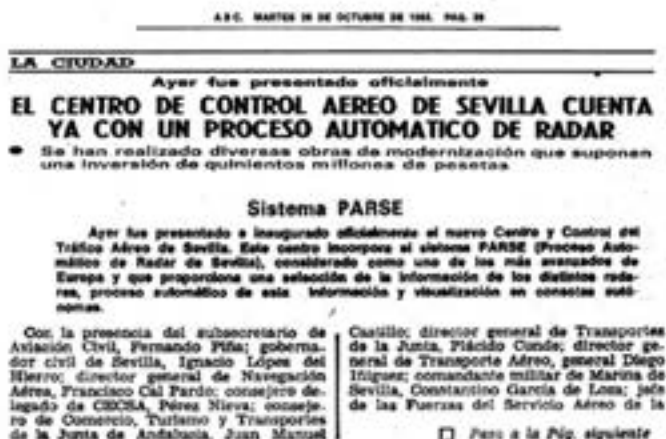 A B C. MARTES 26 DE OCTUBRE DE 1982. PAG. 29
LA CIUDAD
Ayer fue presentado oficialmente
EL CENTRO DE CONTROL AEREO DE SEVILLA CUENTA
YA CON UN PROCESO AUTOMATICO DE RADAR
● Se han realizado diversas obras de modernización que suponen
una inversión de quinientos millones de pesetas
Sistema PARSE
Ayer fue presentado e inaugurado oficialmente el nuevo Centro y Control del
Tráfico Aéreo de Sevilla. Este centro incorpora el sistema PARSE (Proceso Auto-
mático de Radar de Sevilla), considerado como uno de los más avanzados de
Europa y que proporciona una selección de la información de los distintos rada-
res, proceso automático de esta información y visualización en consolas autó-
nomas.
Con la presencia del subsecretario de
Aviación Civil, Fernando Piña; goberna-
dor civil de Sevilla, Ignacio López del
Hierro; director general de Navegación
Aérea, Francisco Cal Pardo; consejero de-
legado de CECSA, Pérez Nieva; conseje-
ro de Comercio, Turismo y Transportes
de la Junta de Andalucía, Juan Manuel
Castillo; director general de Transportes
de la Junta, Plácido Conde; director ge-
neral de Transporte Aéreo, general Diego
Iñiguez; comandante militar de Marina de
Sevilla, Constantino García de Loza; jefe
de las Fuerzas del Servicio Aéreo de la
□ Pasa a la Pág. siguiente